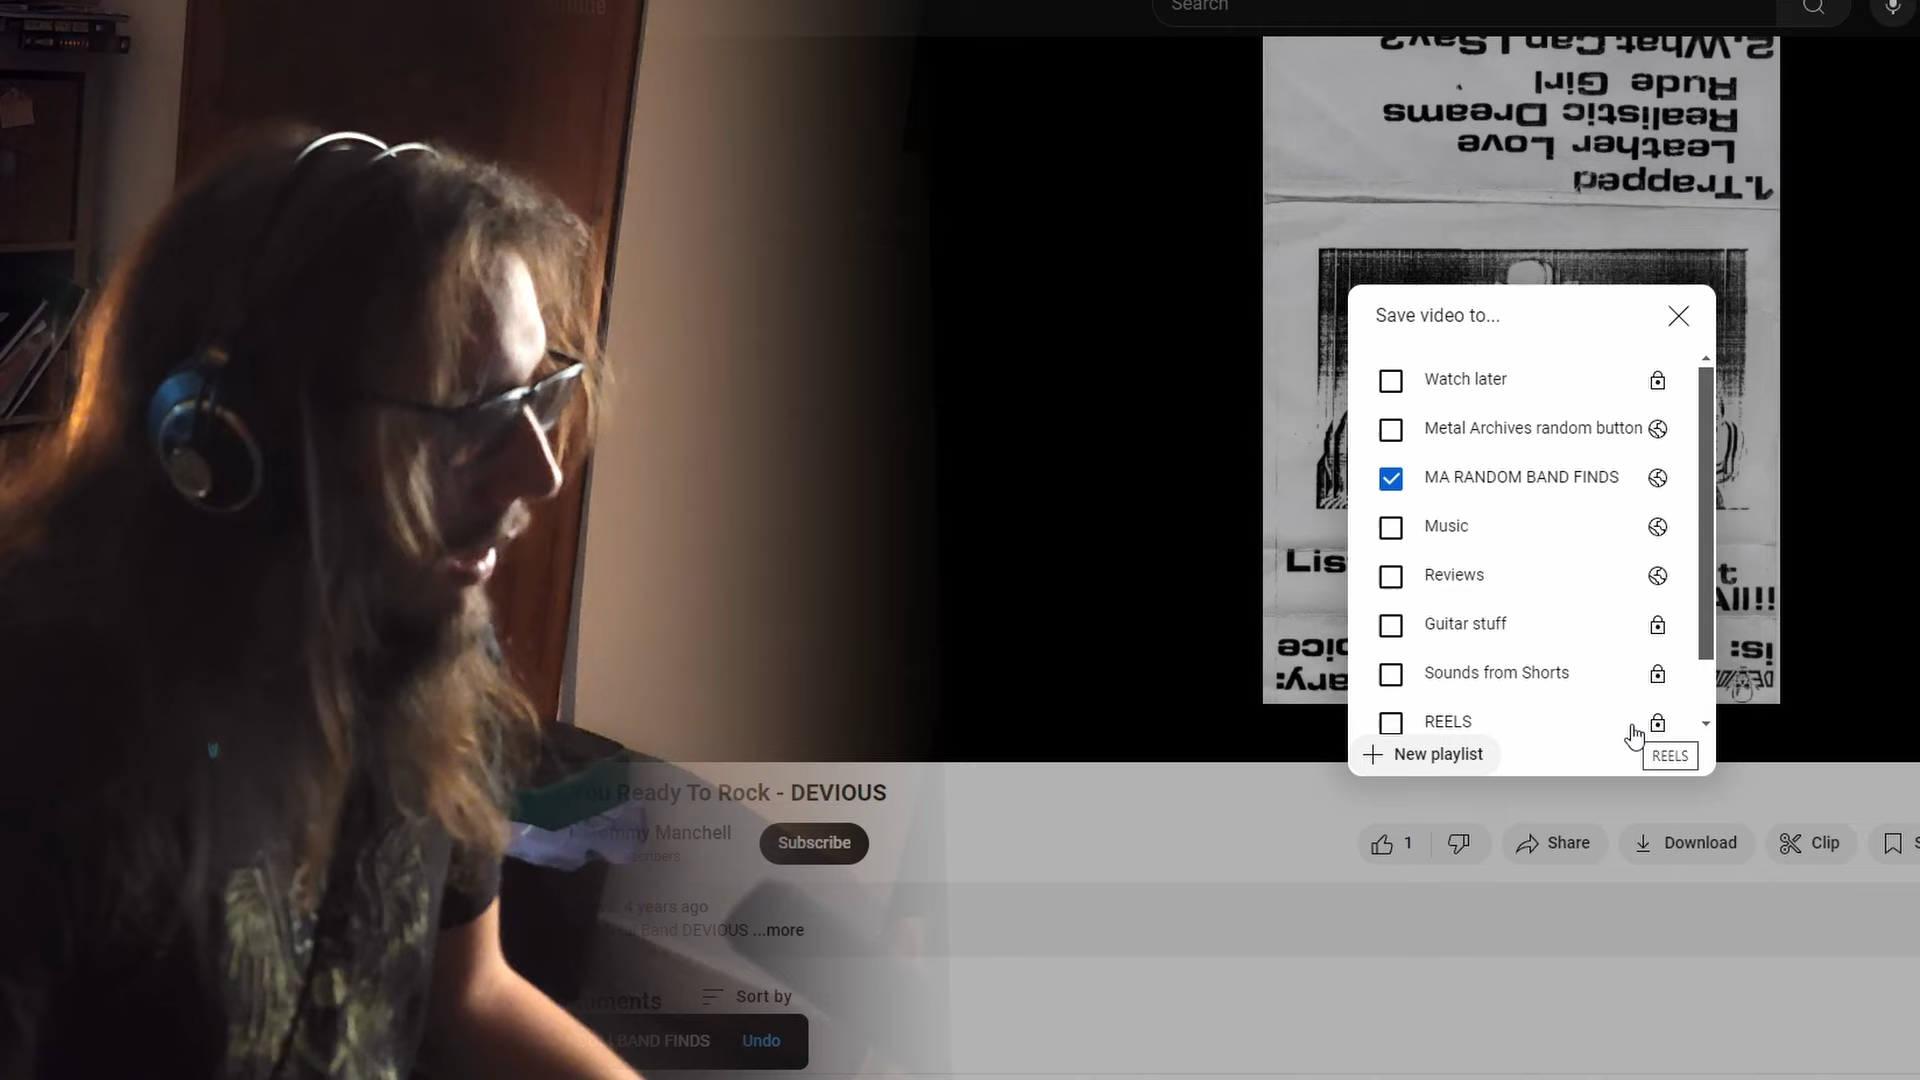 Search
2.What Can I Say?
Rude Girl
Realistic Dreams
Leather Love
1.Trapped
Save video to...
Watch later
Metal Archives random button
MA RANDOM BAND FINDS
Music
Reviews
Guitar stuff
Sounds from Shorts
REELS
REELS
New playlist
You Ready To Rock - DEVIOUS
Tommy Manchell
Subscribe
1
Share
Download
Clip
4 years ago
Band DEVIOUS ...more
Sort by
BAND FINDS
Undo